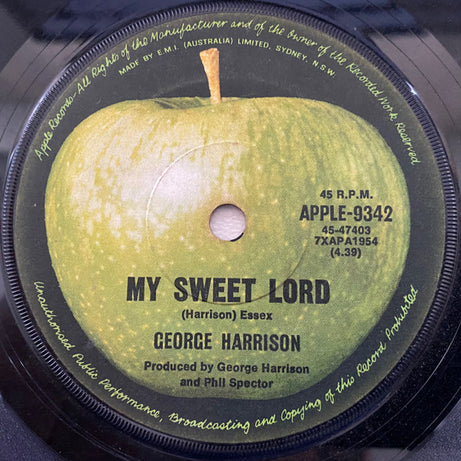 Apple Records-All Rights of the Manufacturer and of the Owner of the Recorded Work Reserved
MADE BY E.M.I. (AUSTRALIA) LIMITED, SYDNEY, N.S.W
45 R.P.M.
APPLE-9342
45-47403
7XAPA1954
(4.39)
MY SWEET LORD
(Harrison) Essex
GEORGE HARRISON
Produced by George Harrison
and Phil Spector
Unauthorised Public Performance, Broadcasting and Copying of this Record Prohibited